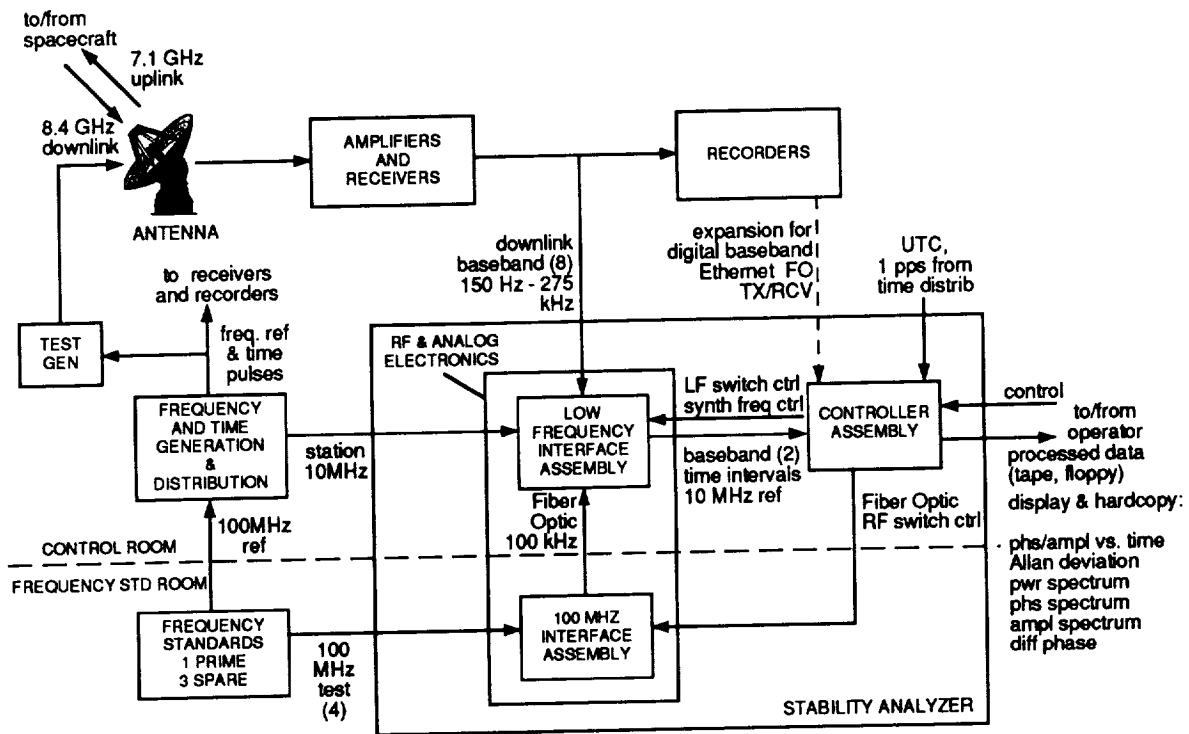 to/from
spacecraft
7.1 GHz
uplink
8.4 GHz
downlink
ANTENNA
AMPLIFIERS
AND
RECEIVERS
RECORDERS
to receivers
and recorders
downlink
baseband (8)
150 Hz - 275
kHz
expansion for
digital baseband
Ethernet FO
TX/RCV
UTC,
1 pps from
time distrib
TEST
GEN
freq. ref
& time
pulses
RF & ANALOG
ELECTRONICS
FREQUENCY
AND TIME
GENERATION
&
DISTRIBUTION
station
10MHz
LOW
FREQUENCY
INTERFACE
ASSEMBLY
LF switch ctrl
synth freq ctrl
baseband (2)
time intervals
10 MHz ref
CONTROLLER
ASSEMBLY
control
to/from
operator
processed data
(tape, floppy)
display & hardcopy:
phs/ampl vs. time
Allan deviation
pwr spectrum
phs spectrum
ampl spectrum
diff phase
100MHz
ref
Fiber
Optic
100 kHz
Fiber Optic
RF switch ctrl
CONTROL ROOM
FREQUENCY STD ROOM
FREQUENCY
STANDARDS
1 PRIME
3 SPARE
100
MHz
test
(4)
100 MHZ
INTERFACE
ASSEMBLY
STABILITY ANALYZER